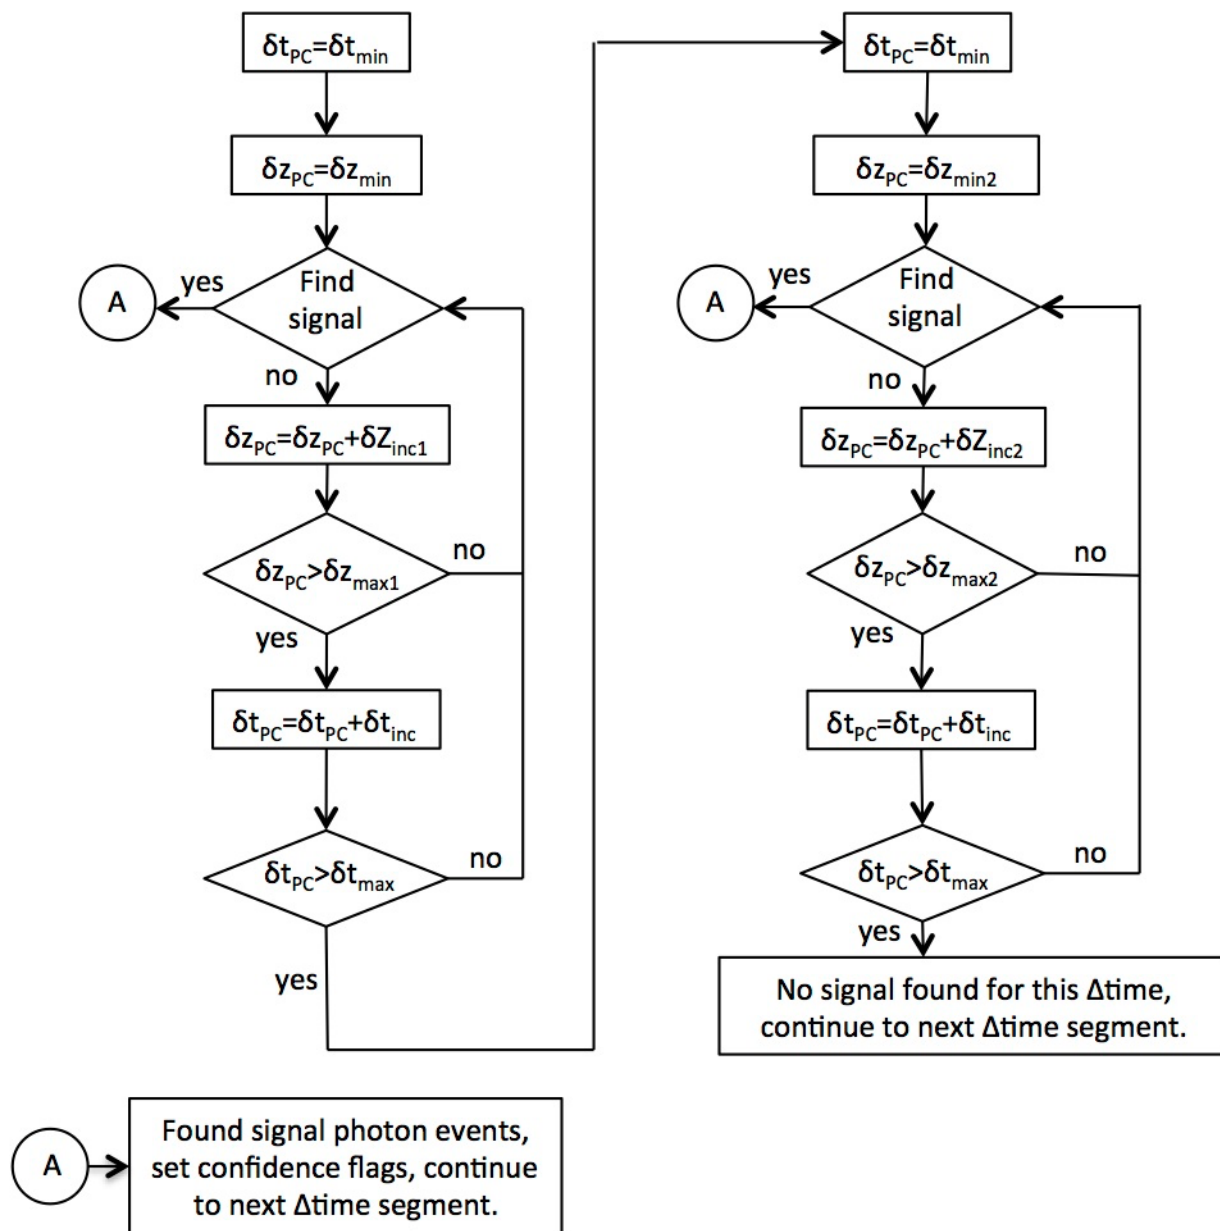 δt_PC=δt_min
δz_PC=δz_min
Find
signal
yes
A
no
δz_PC=δz_PC+δZ_inc1
δz_PC>δz_max1
no
yes
δt_PC=δt_PC+δt_inc
δt_PC>δt_max
no
yes
δt_PC=δt_min
δz_PC=δz_min2
Find
signal
yes
A
no
δz_PC=δz_PC+δZ_inc2
δz_PC>δz_max2
no
yes
δt_PC=δt_PC+δt_inc
δt_PC>δt_max
no
yes
No signal found for this Δtime,
continue to next Δtime segment.
A
Found signal photon events,
set confidence flags, continue
to next Δtime segment.